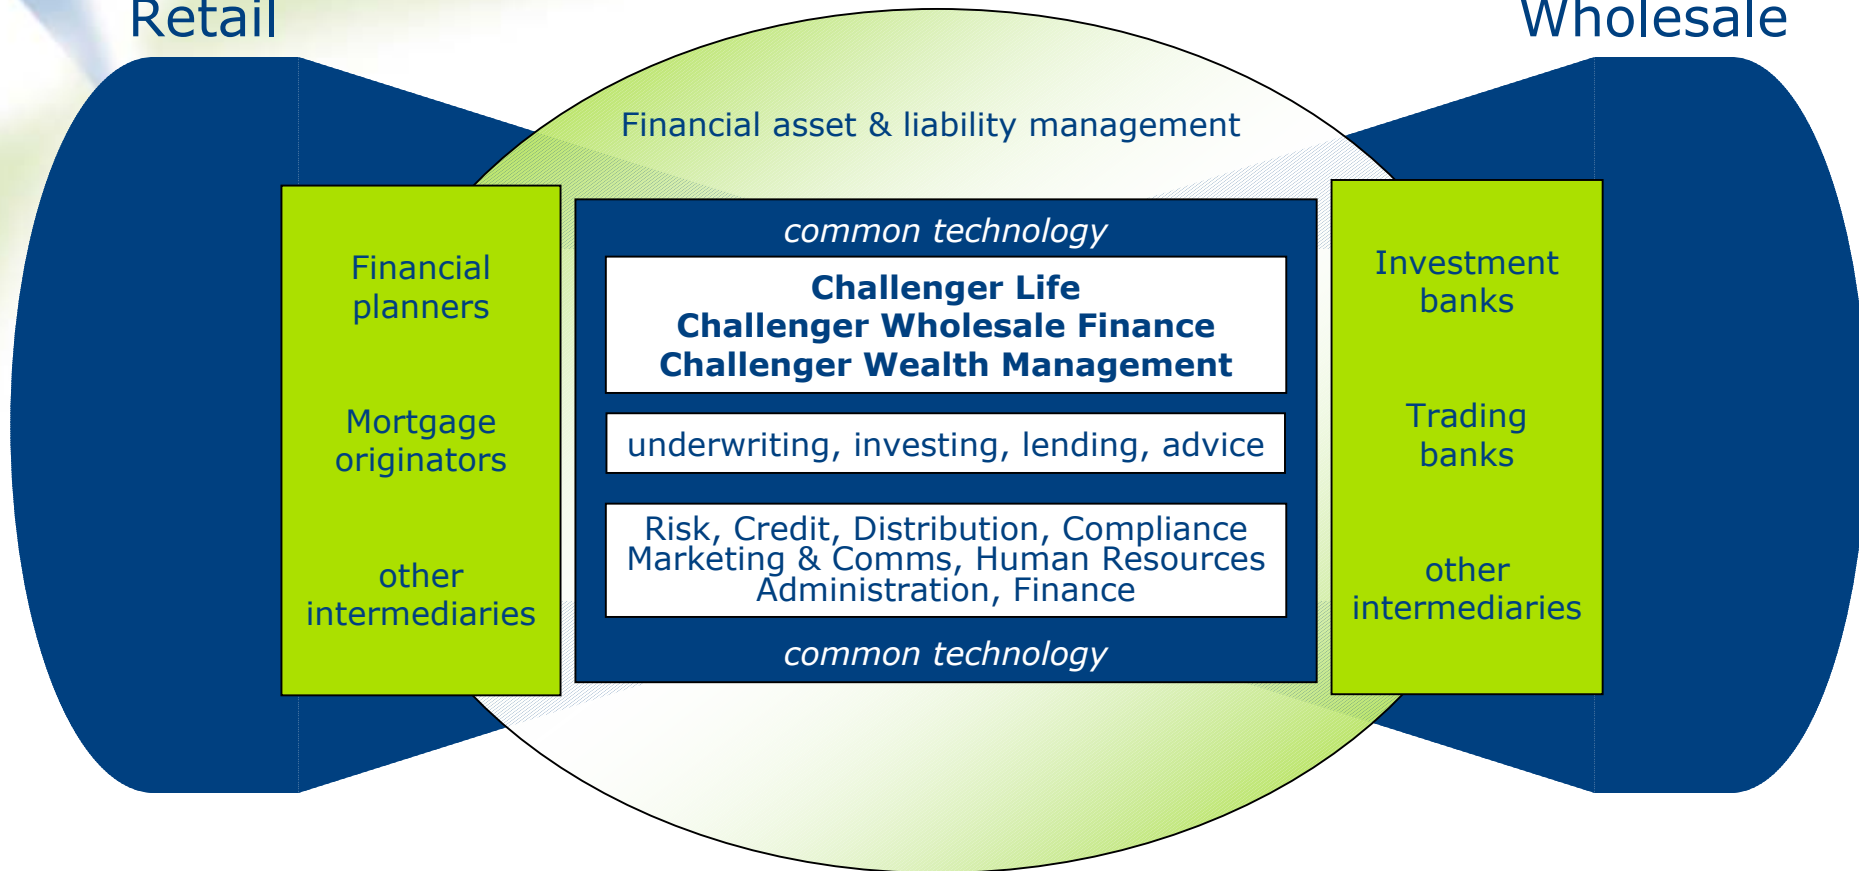 Retail
Wholesale
Financial asset & liability management
Financial
planners
Mortgage
originators
other
intermediaries
common technology
Challenger Life
Challenger Wholesale Finance
Challenger Wealth Management
underwriting, investing, lending, advice
Risk, Credit, Distribution, Compliance
Marketing & Comms, Human Resources
Administration, Finance
common technology
Investment
banks
Trading
banks
other
intermediaries